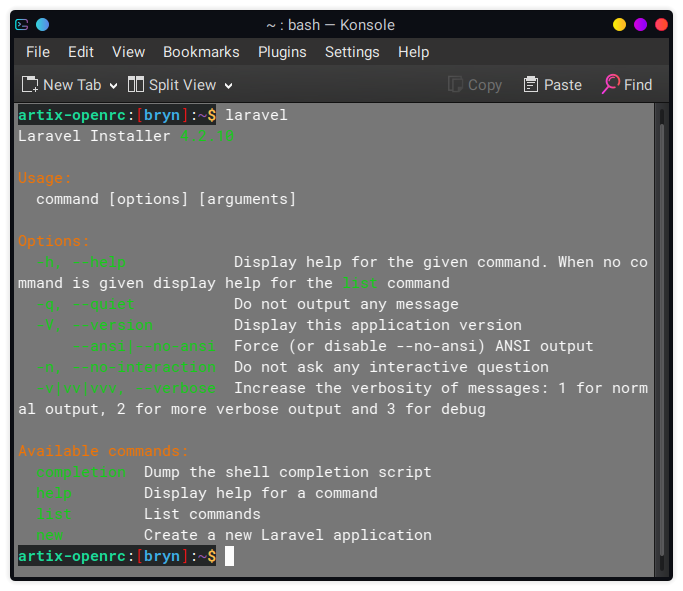 ~ : bash — Konsole
File Edit View Bookmarks Plugins Settings Help
New Tab Split View Copy Paste Find
artix-openrc:[bryn]:~$ laravel
Laravel Installer 4.2.10
Usage:
command [options] [arguments]
Options:
-h, --help Display help for the given command. When no co
mmand is given display help for the list command
-q, --quiet Do not output any message
-V, --version Display this application version
--ansi|--no-ansi Force (or disable --no-ansi) ANSI output
-n, --no-interaction Do not ask any interactive question
-v|vv|vvv, --verbose Increase the verbosity of messages: 1 for norm
al output, 2 for more verbose output and 3 for debug
Available commands:
completion Dump the shell completion script
help Display help for a command
list List commands
new Create a new Laravel application
artix-openrc:[bryn]:~$